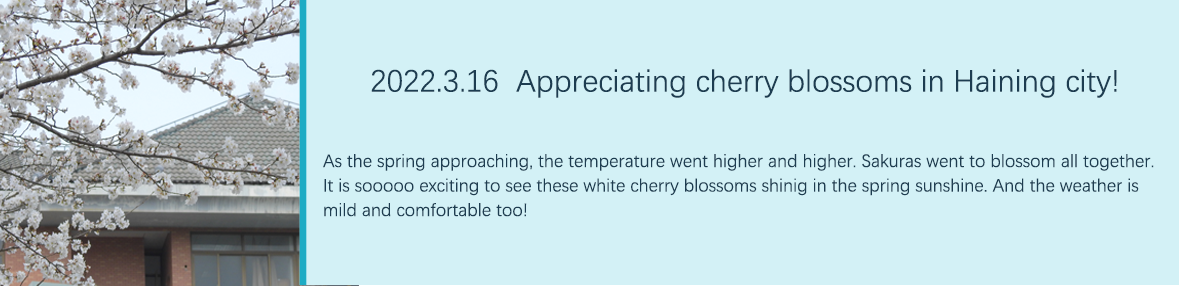 2022.3.16  Appreciating cherry blossoms in Haining city!
As the spring approaching, the temperature went higher and higher. Sakuras went to blossom all together.
It is sooooo exciting to see these white cherry blossoms shinig in the spring sunshine. And the weather is
mild and comfortable too!